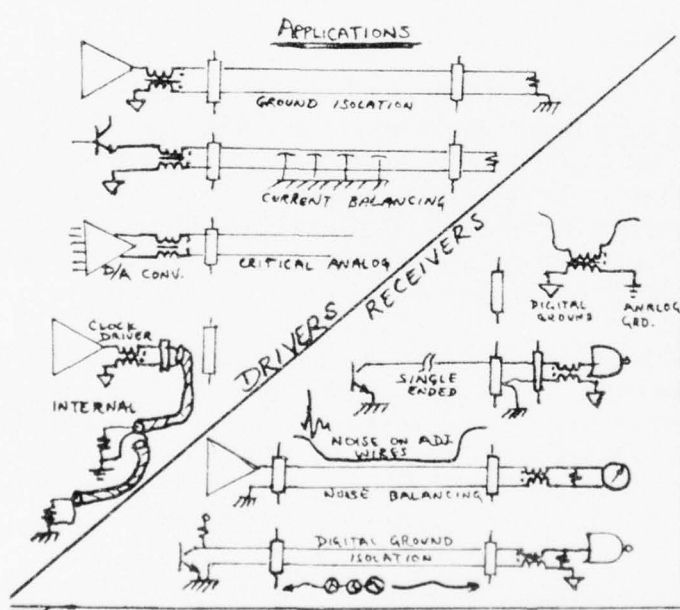 APPLICATIONS
GROUND ISOLATION
CURRENT BALANCING
D/A CONV.
CRITICAL ANALOG
DRIVERS
RECEIVERS
DIGITAL
GROUND
ANALOG
GRD.
CLOCK
DRIVER
INTERNAL
SINGLE
ENDED
NOISE ON ADJ.
WIRES
NOISE BALANCING
DIGITAL GROUND
ISOLATION